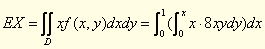 EX = ∬_D xf(x, y)dxdy = ∫_0^1 (∫_0^x x · 8xydy)dx